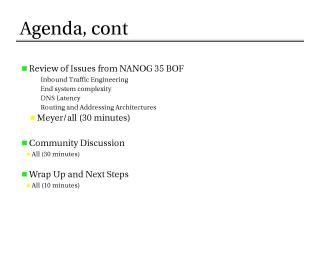 Agenda, cont
Review of Issues from NANOG 35 BOF
Inbound Traffic Engineering
End system complexity
DNS Latency
Routing and Addressing Architectures
Meyer/all (30 minutes)
Community Discussion
All (30 minutes)
Wrap Up and Next Steps
All (10 minutes)